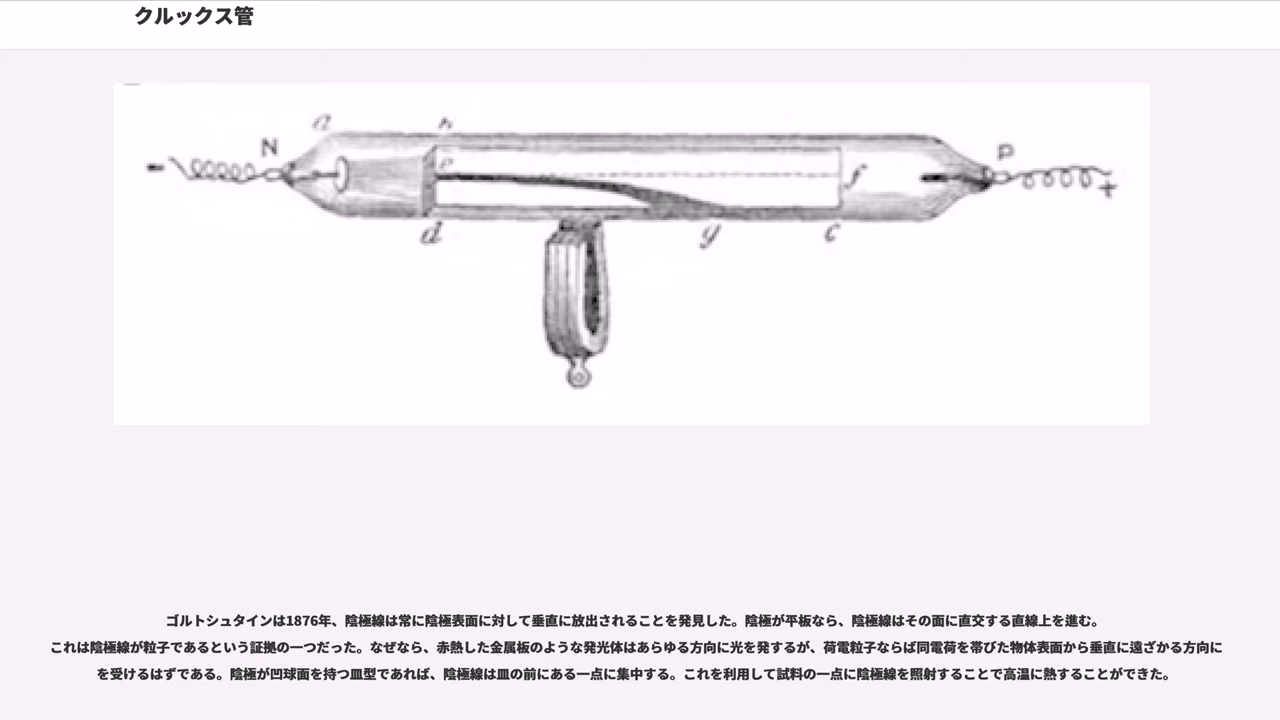 クルックス管
a
N
P
e
f
+
d
g
c
ゴルトシュタインは1876年、陰極線は常に陰極表面に対して垂直に放出されることを発見した。陰極が平板なら、陰極線はその面に直交する直線上を進む。
これは陰極線が粒子であるという証拠の一つだった。なぜなら、赤熱した金属板のような発光体はあらゆる方向に光を発するが、荷電粒子ならば同電荷を帯びた物体表面から垂直に遠ざかる方向に
を受けるはずである。陰極が凹球面を持つ皿型であれば、陰極線は皿の前にある一点に集中する。これを利用して試料の一点に陰極線を照射することで高温に熱することができた。